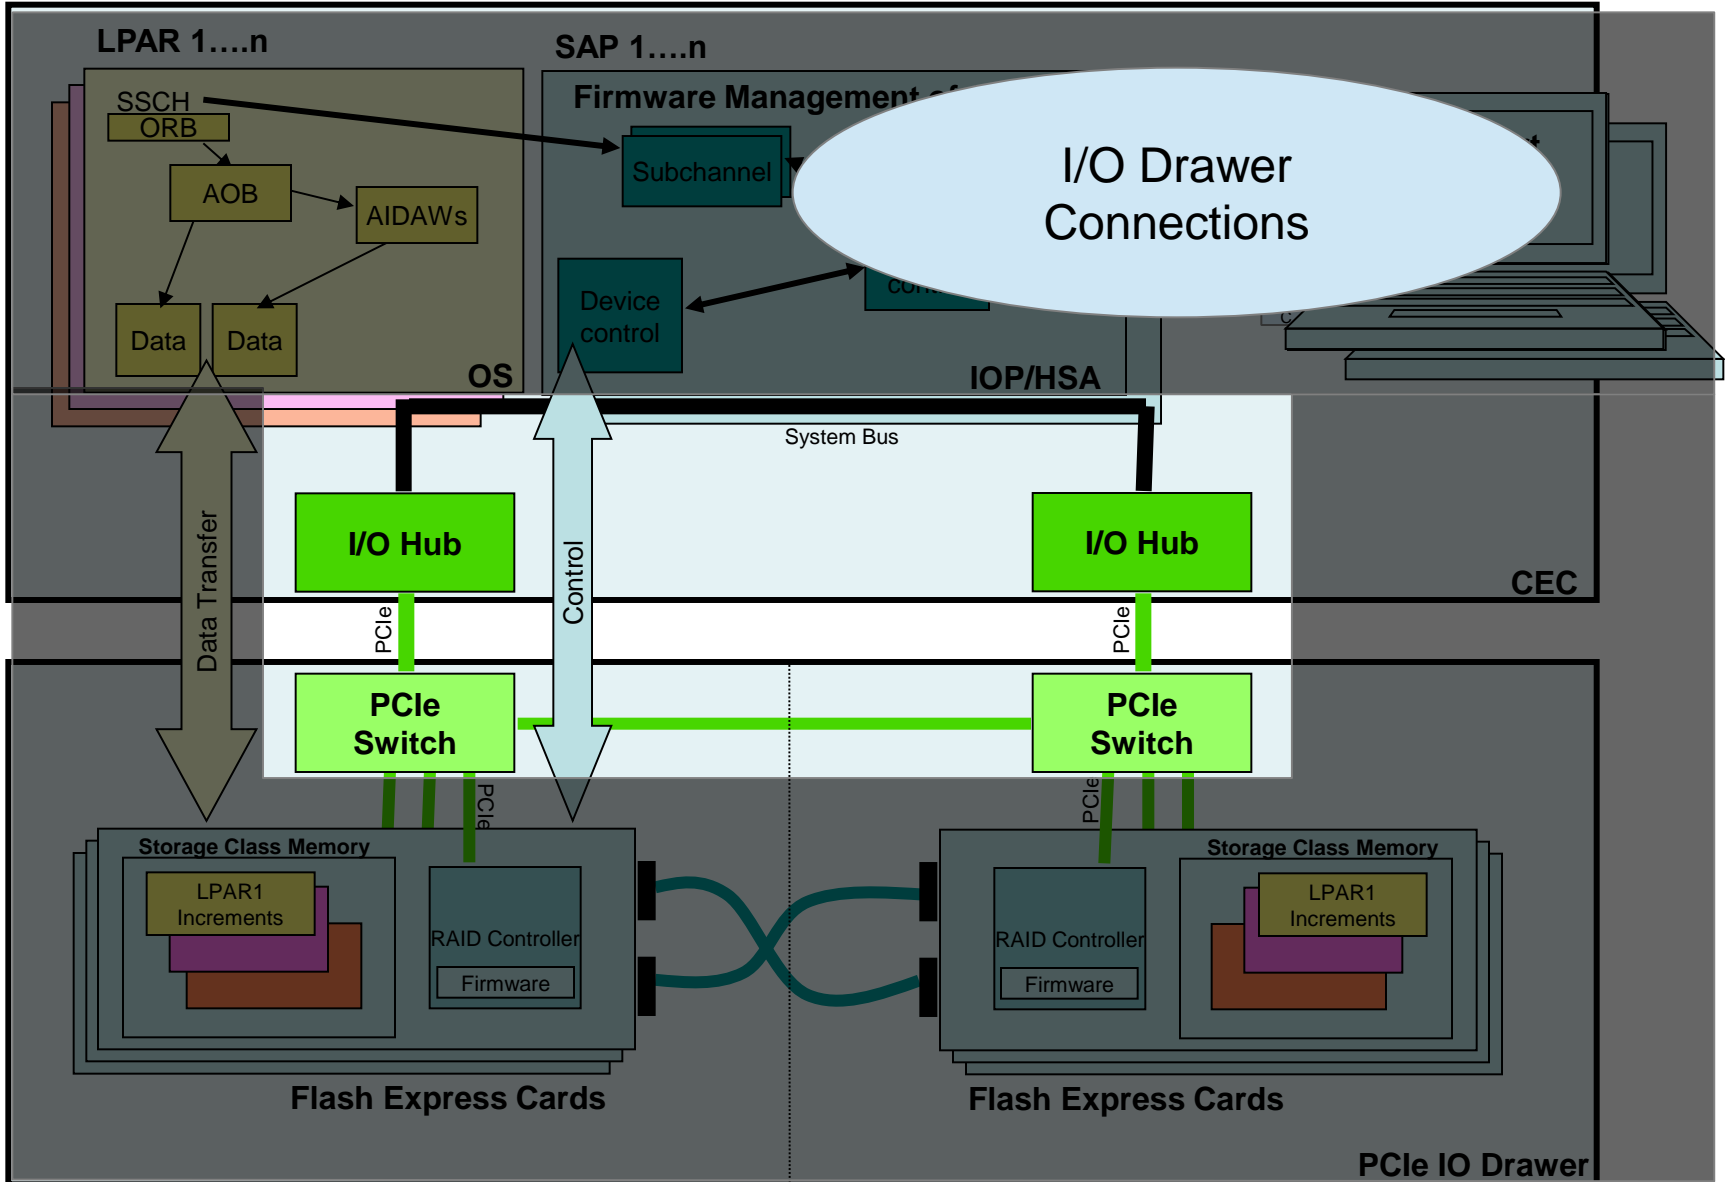 LPAR 1....n
SAP 1....n
SSCH
ORB
AOB
AIDAWs
Data
Data
OS
Firmware Management of
Subchannel
Device
control
IOP/HSA
I/O Drawer
Connections
System Bus
I/O Hub
I/O Hub
CEC
Data Transfer
Control
PCIe
PCIe
PCIe
Switch
PCIe
Switch
PCIe
PCIe
Storage Class Memory
LPAR1
Increments
RAID Controller
Firmware
Storage Class Memory
LPAR1
Increments
RAID Controller
Firmware
Flash Express Cards
Flash Express Cards
PCIe IO Drawer